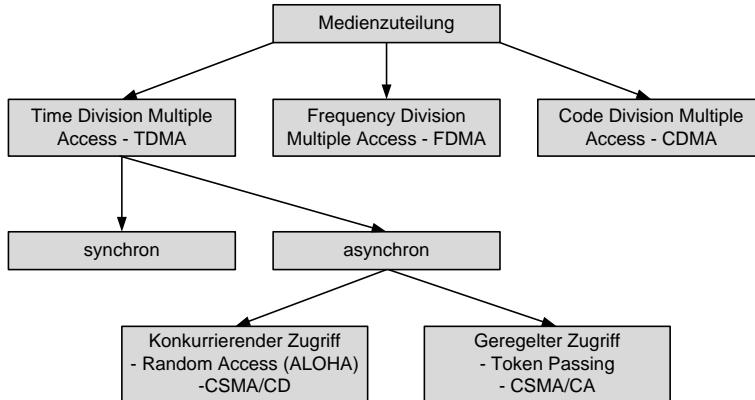 Medienzuteilung
Time Division Multiple
Access - TDMA
Frequency Division
Multiple Access - FDMA
Code Division Multiple
Access - CDMA
synchron
asynchron
Konkurrierender Zugriff
- Random Access (ALOHA)
-CSMA/CD
Geregelter Zugriff
- Token Passing
- CSMA/CA